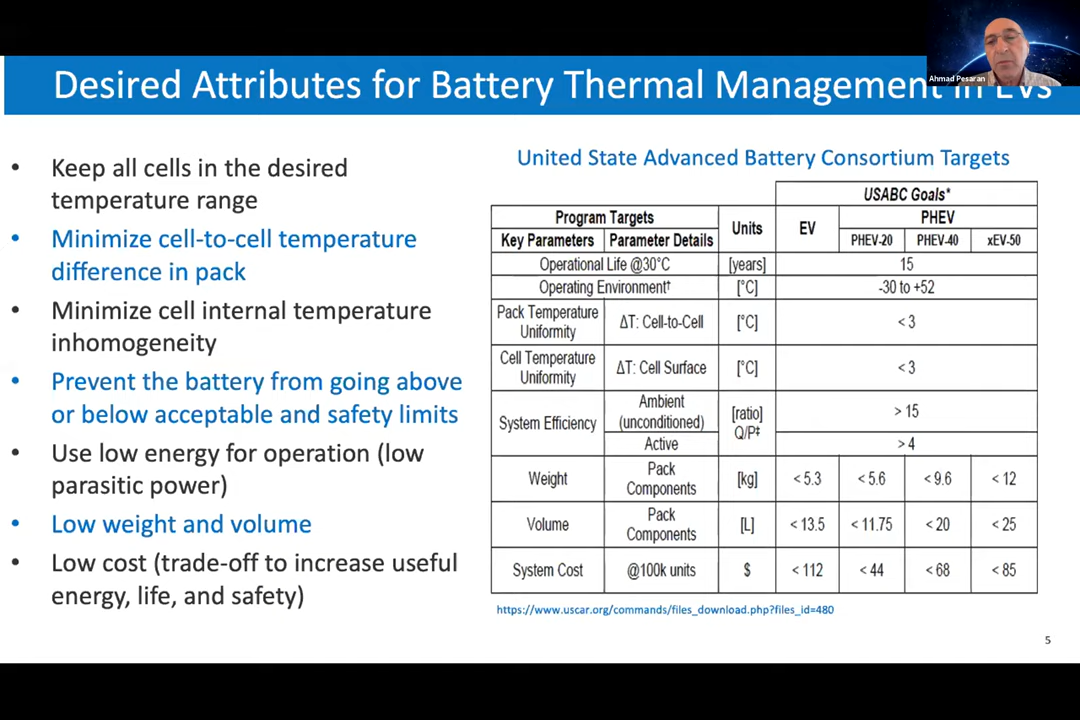 Desired Attributes for Battery Thermal Management in EVs
Ahmad Pesaran
• Keep all cells in the desired
temperature range
• Minimize cell-to-cell temperature
difference in pack
• Minimize cell internal temperature
inhomogeneity
• Prevent the battery from going above
or below acceptable and safety limits
• Use low energy for operation (low
parasitic power)
• Low weight and volume
• Low cost (trade-off to increase useful
energy, life, and safety)
United State Advanced Battery Consortium Targets
USABC Goals*
Program Targets Units EV PHEV
Key Parameters Parameter Details PHEV-20 PHEV-40 xEV-50
Operational Life @30°C [years] 15
Operating Environment† [°C] -30 to +52
Pack Temperature
Uniformity ΔT: Cell-to-Cell [°C] < 3
Cell Temperature
Uniformity ΔT: Cell Surface [°C] < 3
System Efficiency Ambient
(unconditioned) [ratio]
Q/P‡ > 15
Active > 4
Weight Pack
Components [kg] < 5.3 < 5.6 < 9.6 < 12
Volume Pack
Components [L] < 13.5 < 11.75 < 20 < 25
System Cost @100k units $ < 112 < 44 < 68 < 85
https://www.uscar.org/commands/files_download.php?files_id=480
5